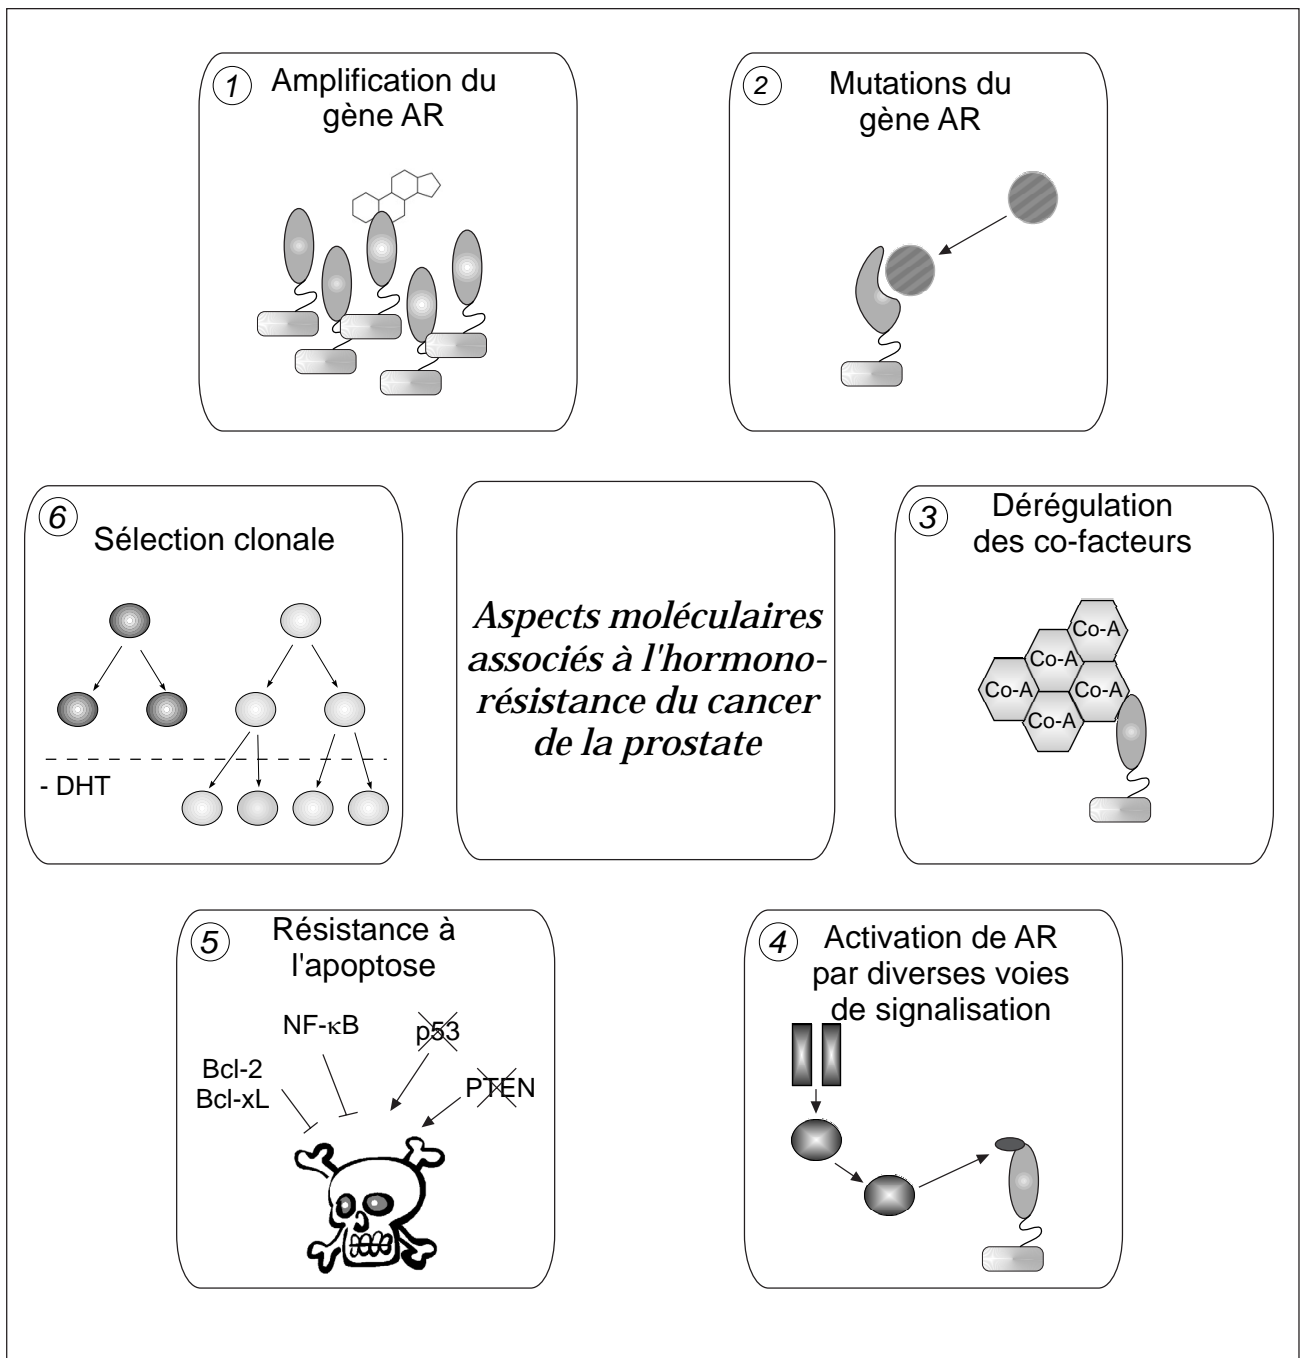 1
Amplification du
gène AR
2
Mutations du
gène AR
6
Sélection clonale
- DHT
Aspects moléculaires
associés à l'hormono-
résistance du cancer
de la prostate
3
Dérégulation
des co-facteurs
Co-A
Co-A
Co-A
Co-A
Co-A
5
Résistance à
l'apoptose
NF-κB
p53
Bcl-2
Bcl-xL
PTEN
4
Activation de AR
par diverses voies
de signalisation